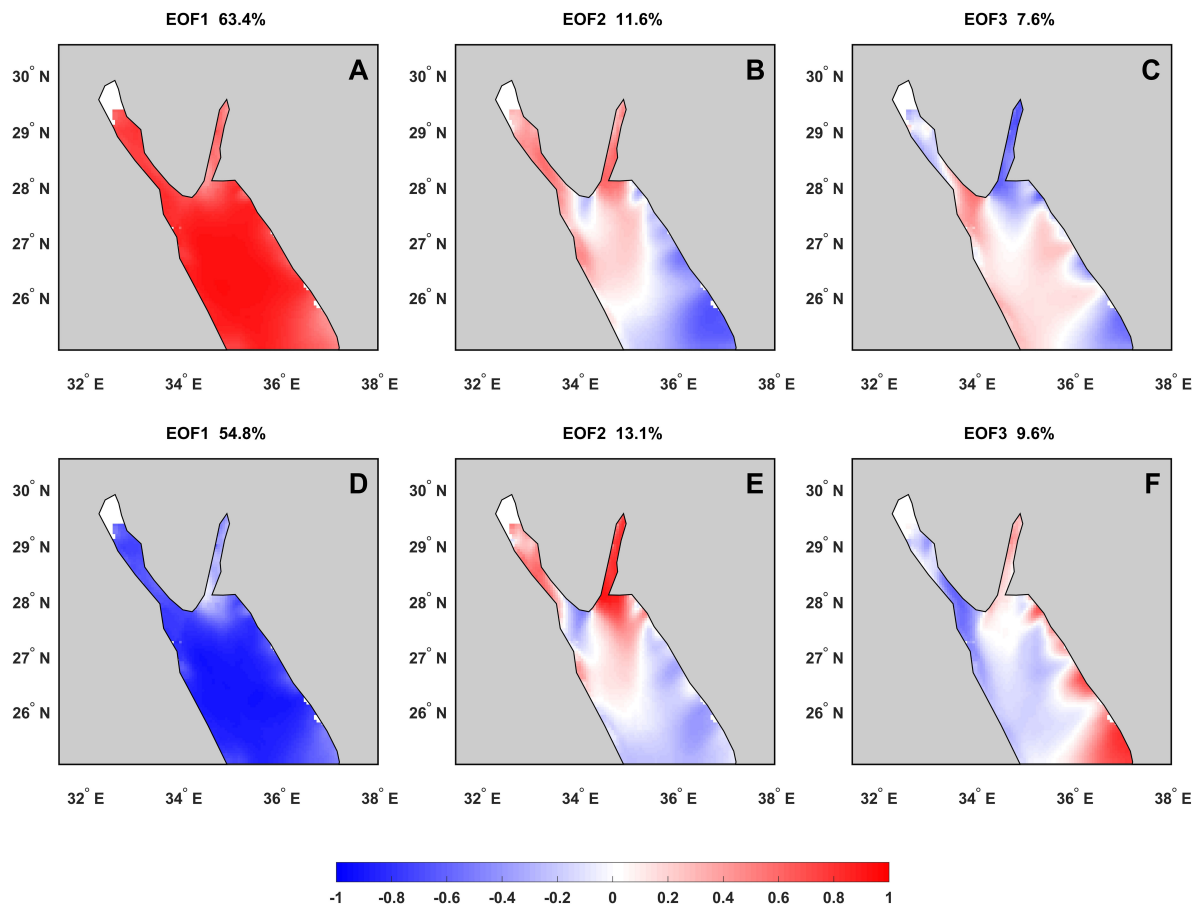 EOF1 63.4%
EOF2 11.6%
EOF3 7.6%
A
B
C
30° N
30° N
30° N
29° N
29° N
29° N
28° N
28° N
28° N
27° N
27° N
27° N
26° N
26° N
26° N
32° E 34° E 36° E 38° E
32° E 34° E 36° E 38° E
32° E 34° E 36° E 38° E
EOF1 54.8%
EOF2 13.1%
EOF3 9.6%
D
E
F
30° N
30° N
30° N
29° N
29° N
29° N
28° N
28° N
28° N
27° N
27° N
27° N
26° N
26° N
26° N
32° E 34° E 36° E 38° E
32° E 34° E 36° E 38° E
32° E 34° E 36° E 38° E
-1 -0.8 -0.6 -0.4 -0.2 0 0.2 0.4 0.6 0.8 1